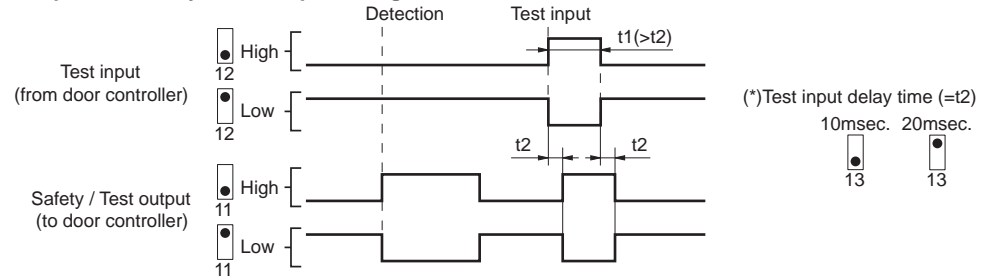 Detection
Test input
t1(>t2)
High
12
Test input
(from door controller)
Low
12
(*)Test input delay time (=t2)
10msec. 20msec.
13 13
t2 t2
High
11
Safety / Test output
(to door controller)
Low
11